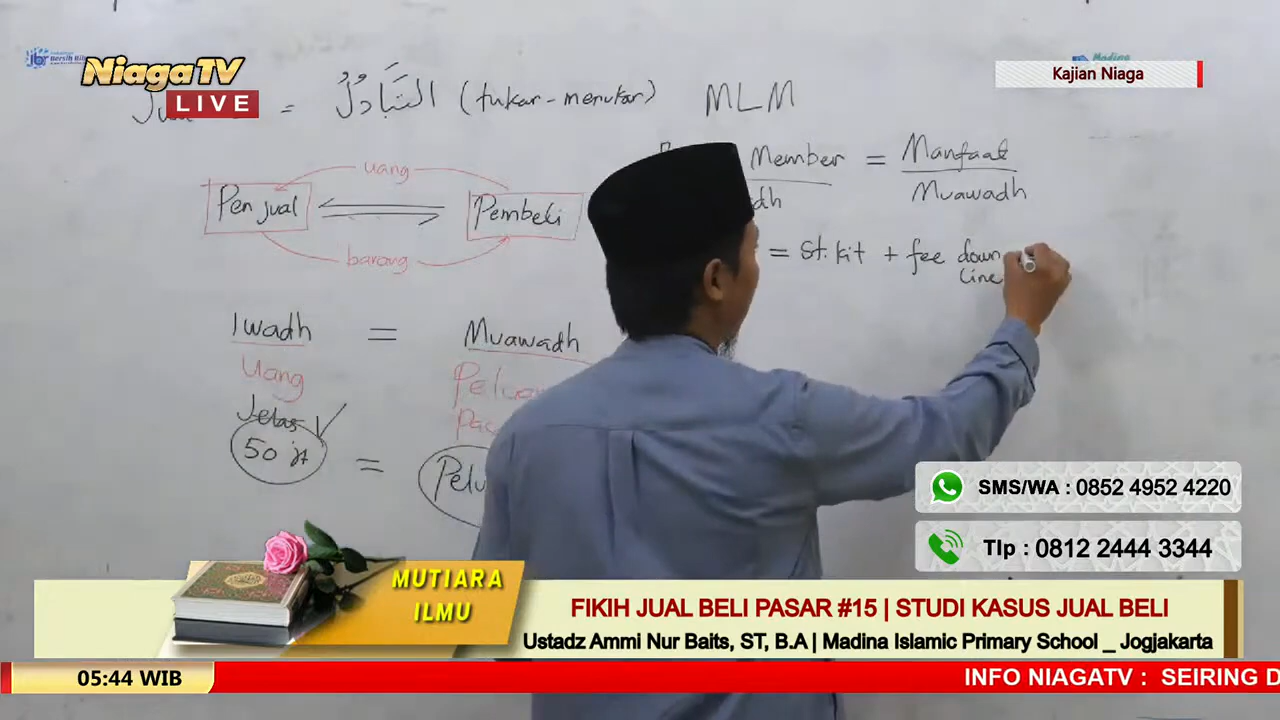 NiagaTV
LIVE
Kajian Niaga
= التَّبَادُلُ (tukar-menukar) MLM
uang
Penjual Pembeli
barang
Member = Manfaat
Muawadh
= St. kit + fee down
line
Iwadh = Muawadh
Uang
Jelas
50 jt =
SMS/WA : 0852 4952 4220
Tlp : 0812 2444 3344
MUTIARA
ILMU
FIKIH JUAL BELI PASAR #15 | STUDI KASUS JUAL BELI
Ustadz Ammi Nur Baits, ST, B.A | Madina Islamic Primary School _ Jogjakarta
05:44 WIB
INFO NIAGATV : SEIRING